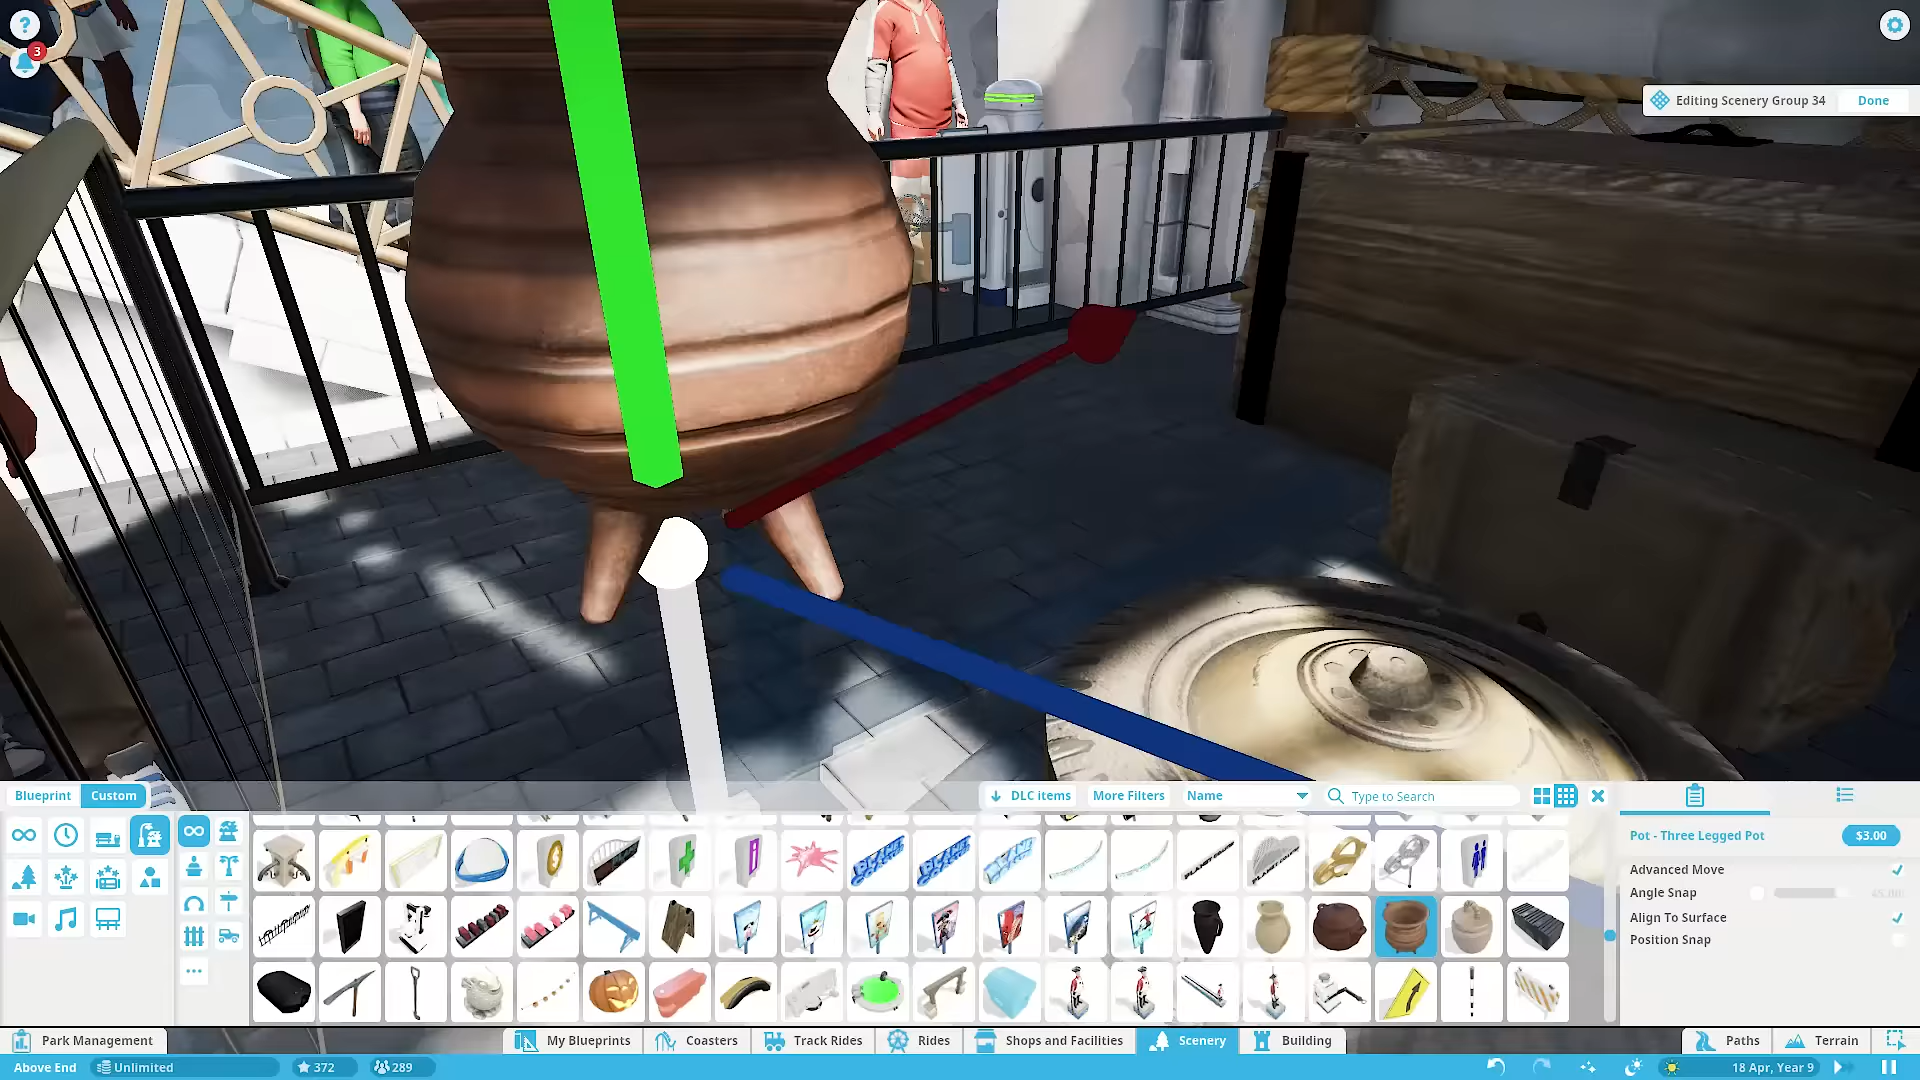 ?
3
Editing Scenery Group 34
Done
Blueprint
Custom
DLC items
More Filters
Name
Type to Search
Pot - Three Legged Pot
$3.00
Advanced Move
Angle Snap
45.00°
Align To Surface
Position Snap
Park Management
My Blueprints
Coasters
Track Rides
Rides
Shops and Facilities
Scenery
Building
Paths
Terrain
Above End
Unlimited
372
289
18 Apr, Year 9